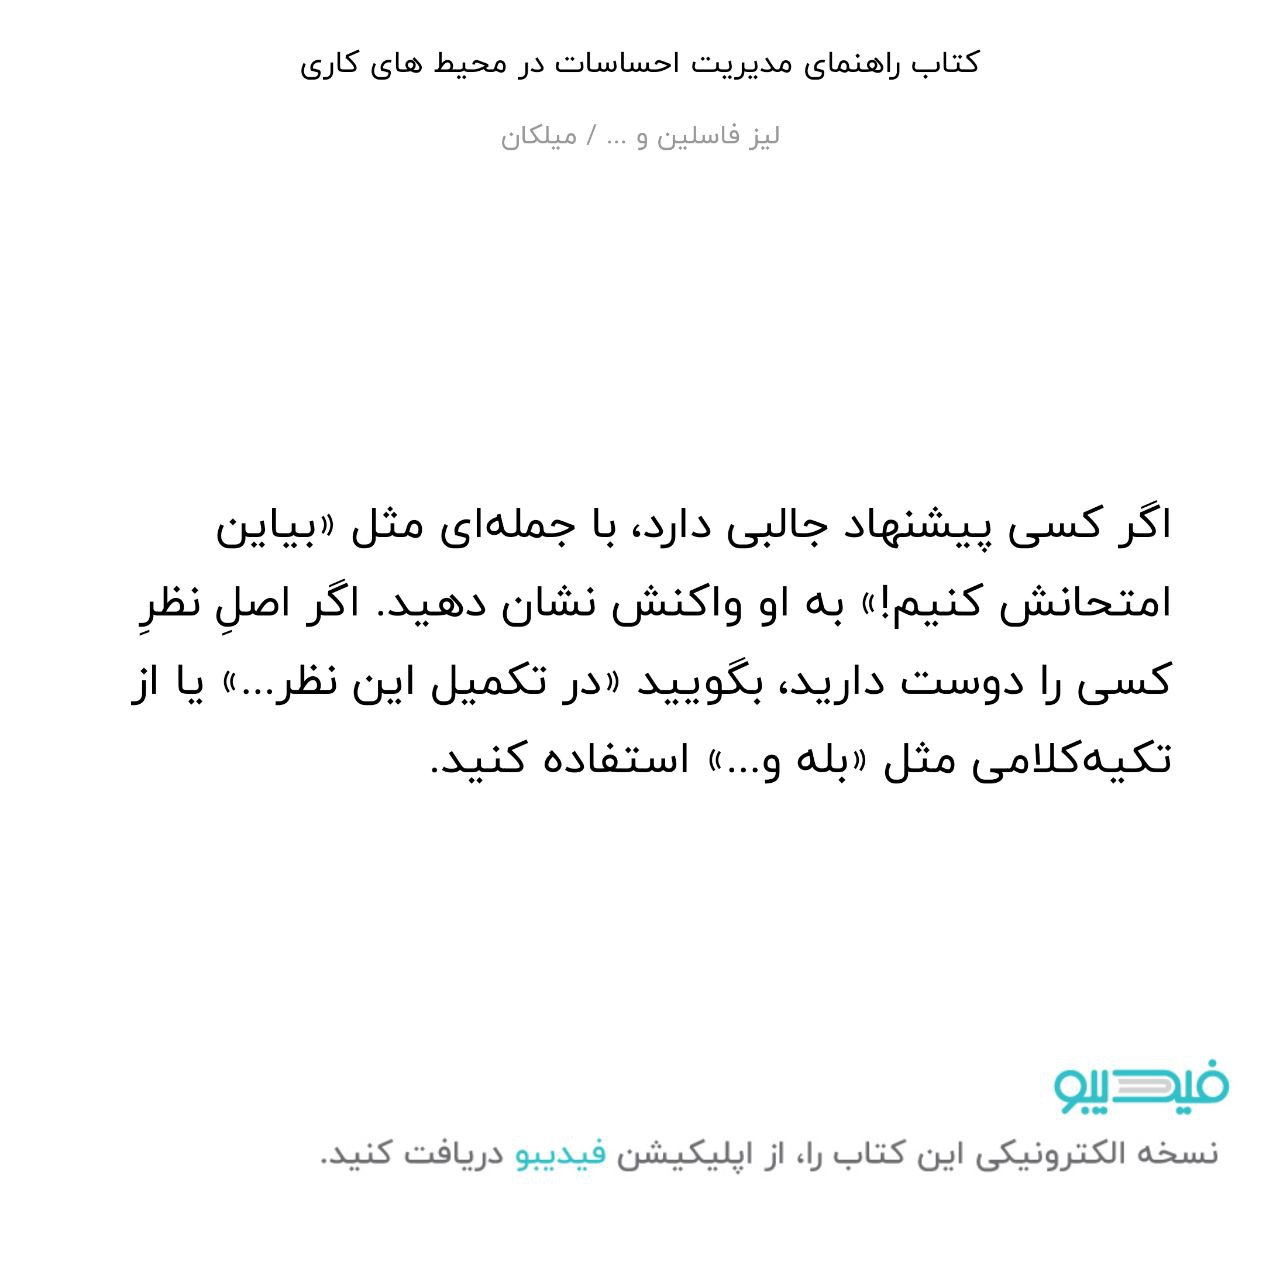 کتاب راهنمای مدیریت احساسات در محیط های کاری
لیز فاسلین و ... / میلکان
اگر کسی پیشنهاد جالبی دارد، با جمله‌ای مثل «بیاین
امتحانش کنیم!» به او واکنش نشان دهید. اگر اصلِ نظرِ
کسی را دوست دارید، بگویید «در تکمیل این نظر...» یا از
تکیه‌کلامی مثل «بله و...» استفاده کنید.
فیدیبو
نسخه الکترونیکی این کتاب را، از اپلیکیشن فیدیبو دریافت کنید.